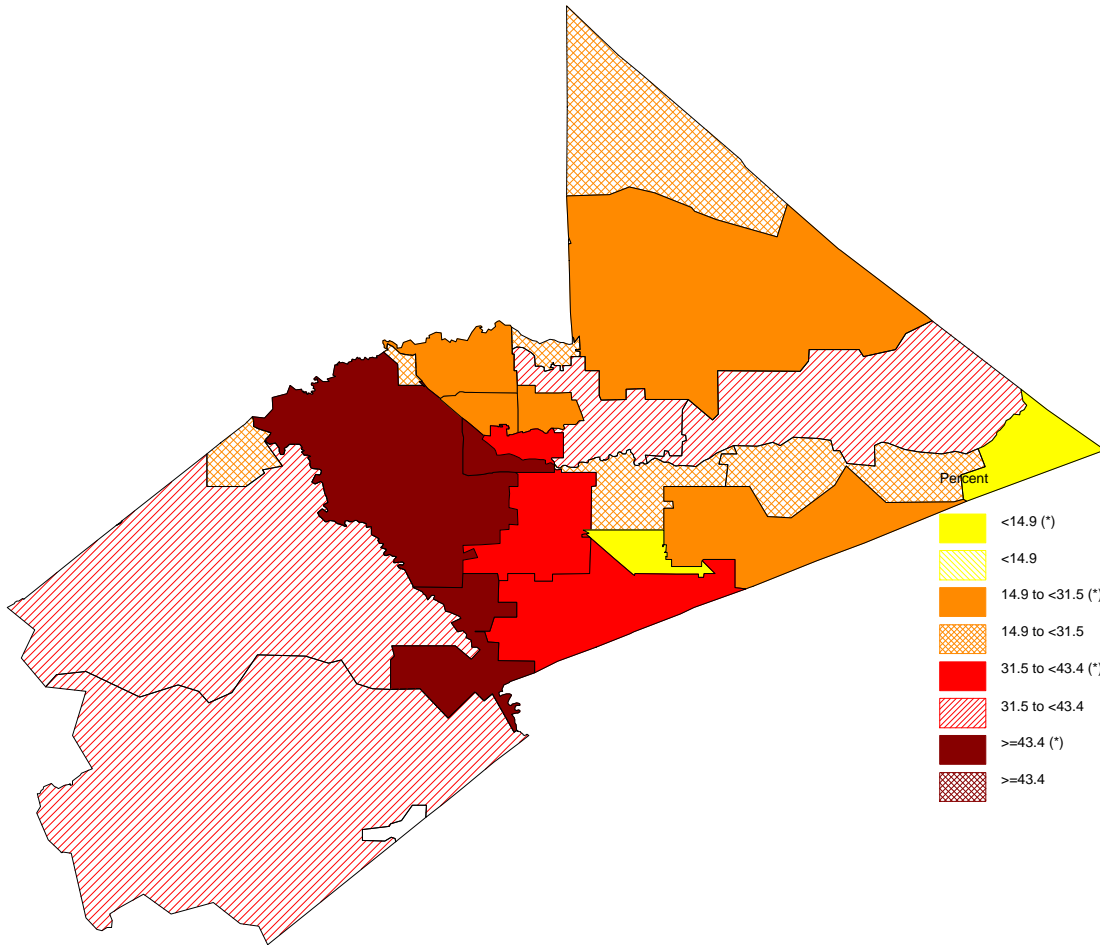 Percent
<14.9 (*)
<14.9
14.9 to <31.5 (*)
14.9 to <31.5
31.5 to <43.4 (*)
31.5 to <43.4
>=43.4 (*)
>=43.4